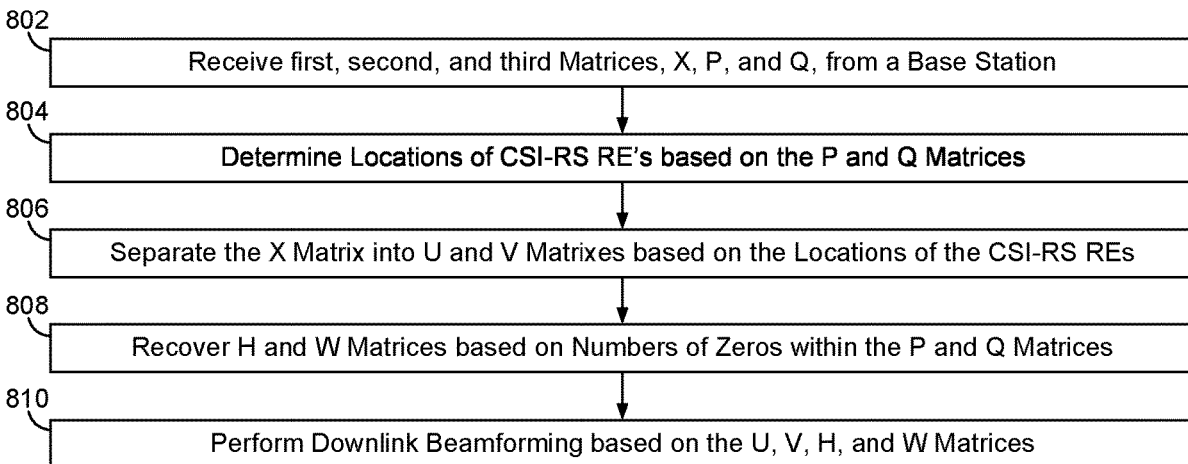 802
Receive first, second, and third Matrices, X, P, and Q, from a Base Station
804
Determine Locations of CSI-RS RE's based on the P and Q Matrices
806
Separate the X Matrix into U and V Matrixes based on the Locations of the CSI-RS REs
808
Recover H and W Matrices based on Numbers of Zeros within the P and Q Matrices
810
Perform Downlink Beamforming based on the U, V, H, and W Matrices